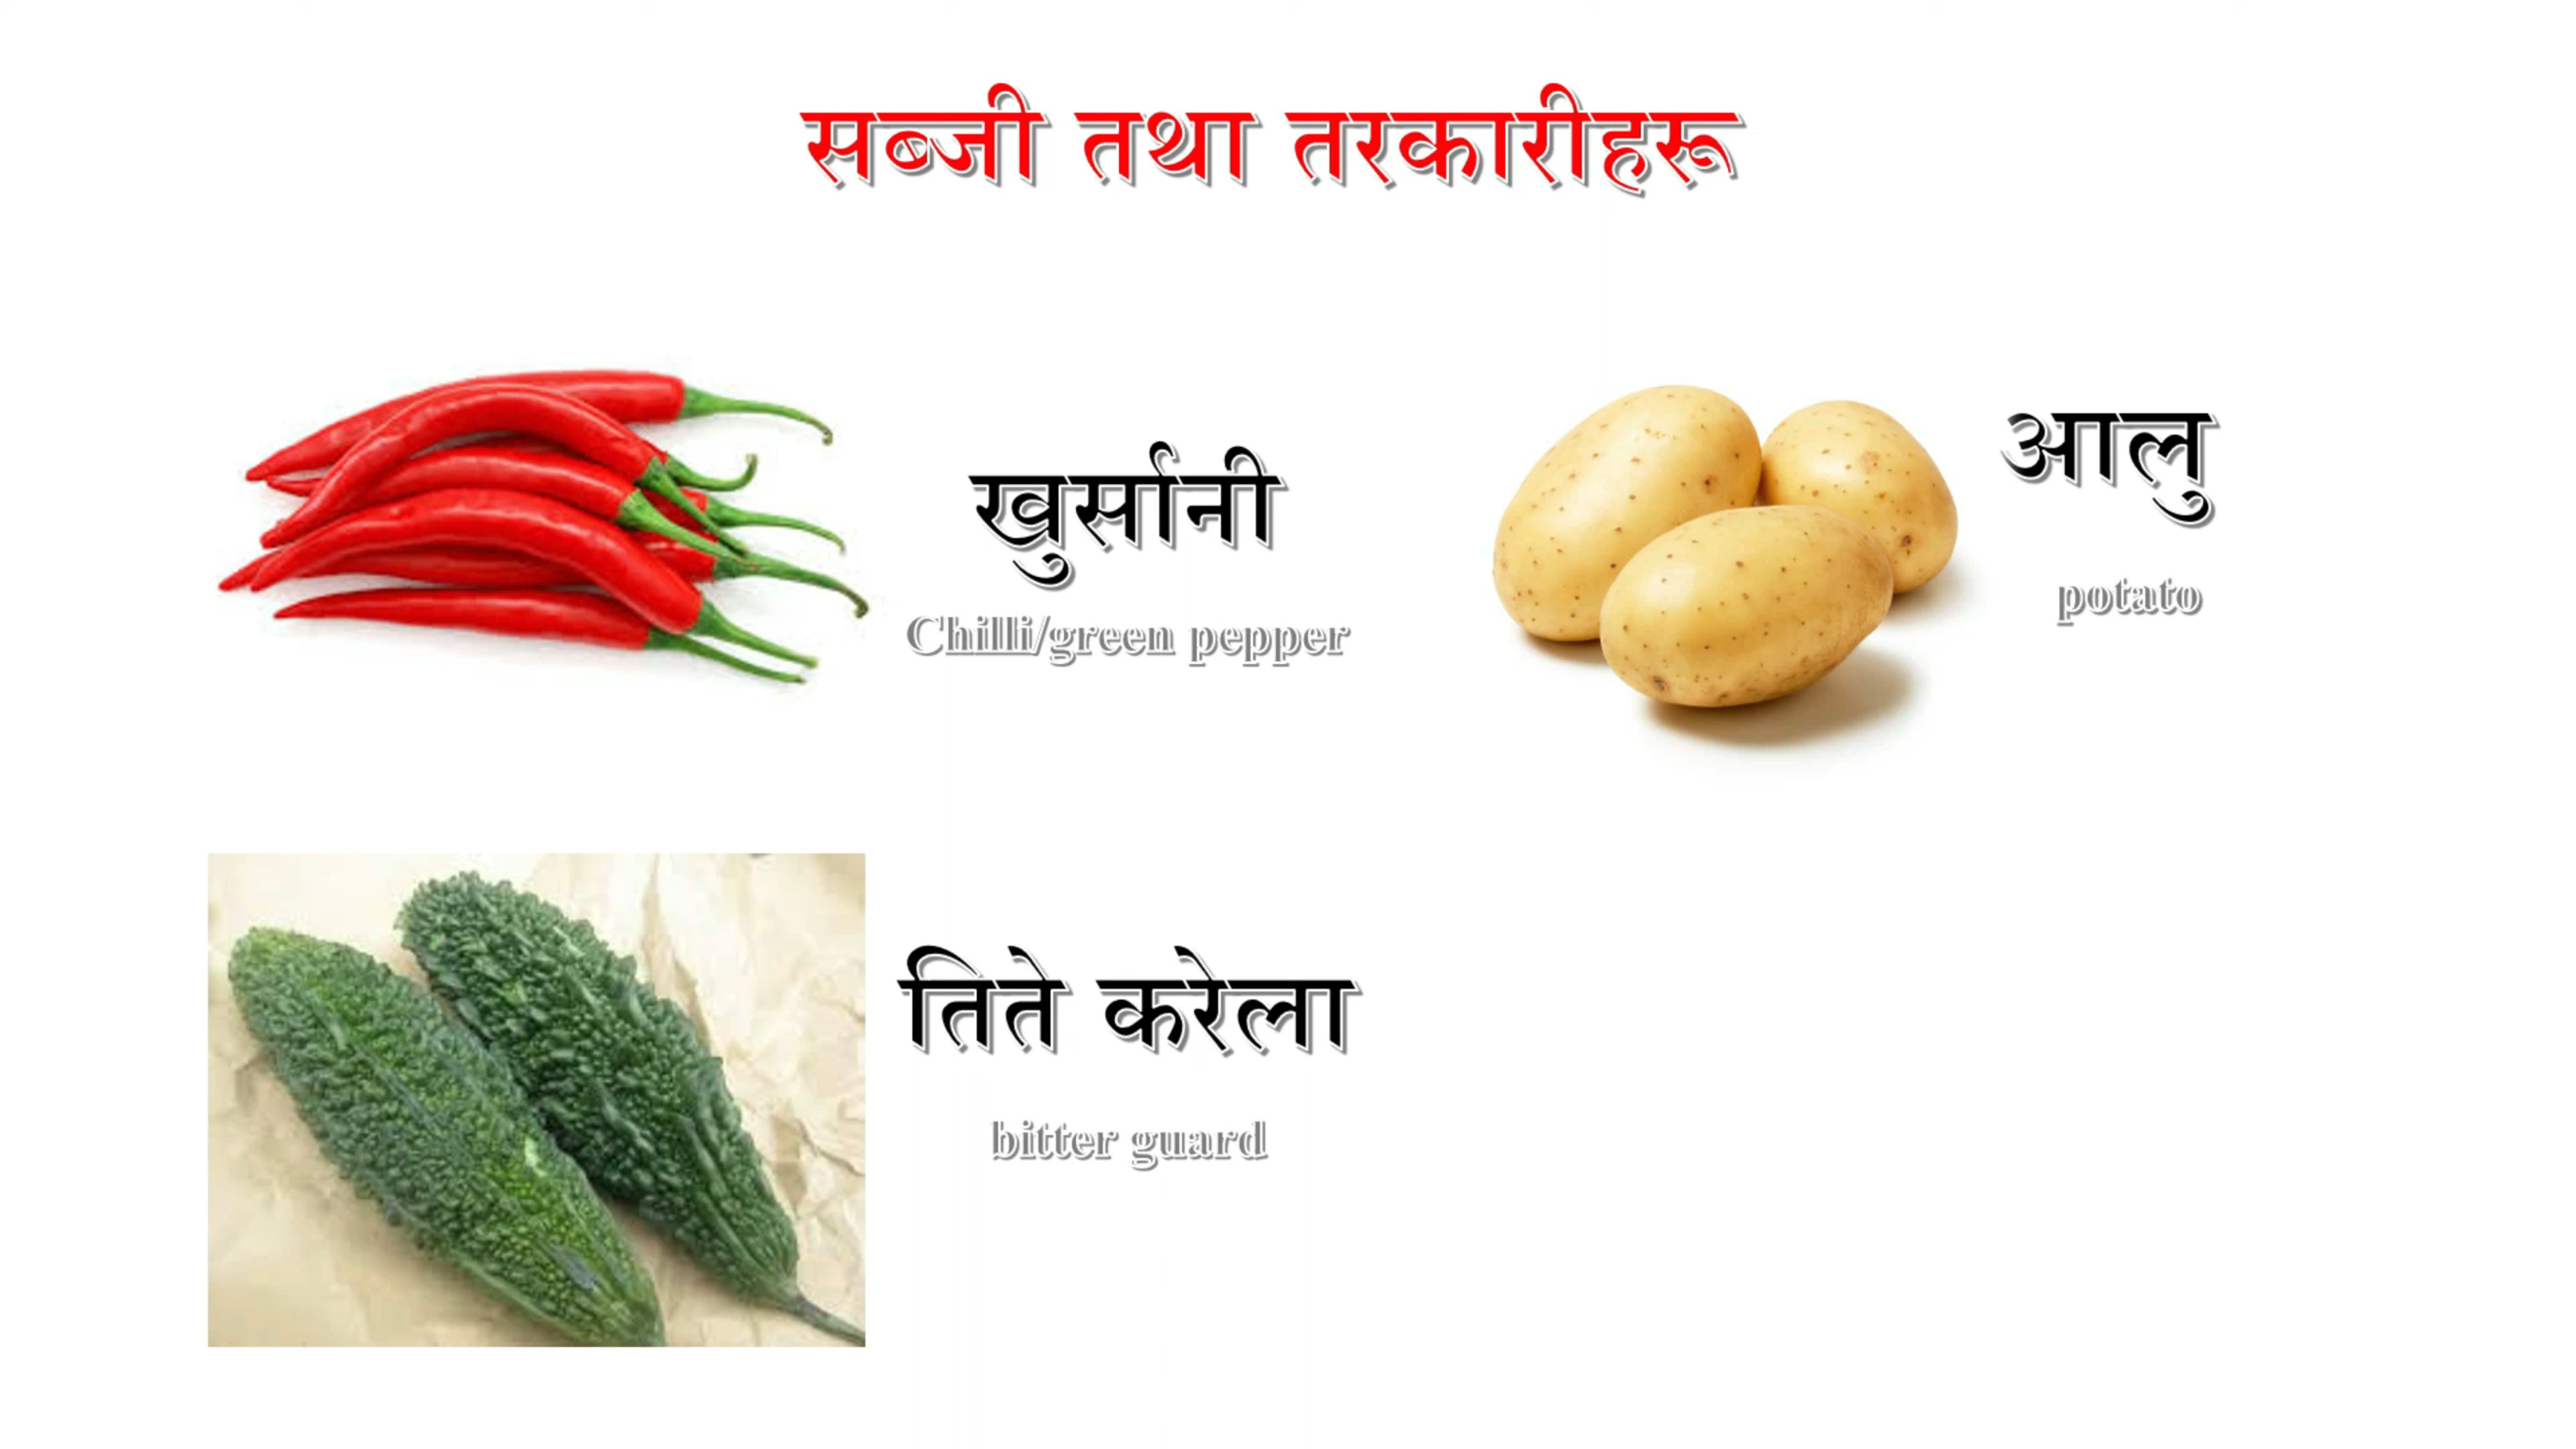 सब्जी तथा तरकारीहरू
खुर्सानी
Chilli/green pepper
आलु
potato
तिते करेला
bitter guard